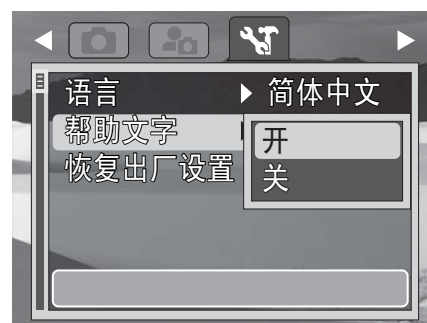 语言 简体中文
帮助文字 开
恢复出厂设置 关